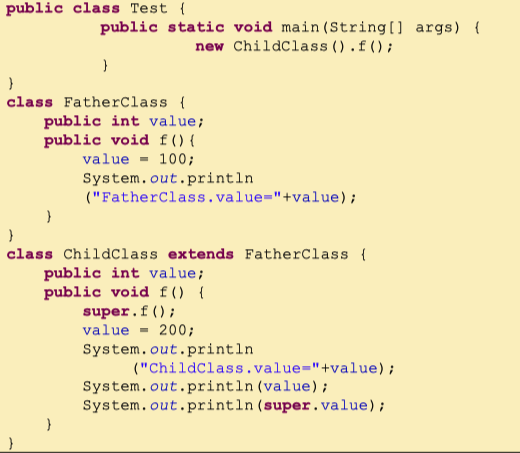 public class Test {
public static void main(String[] args) {
new ChildClass().f();
}
}
class FatherClass {
public int value;
public void f(){
value = 100;
System.out.println
("FatherClass.value="+value);
}
}
class ChildClass extends FatherClass {
public int value;
public void f() {
super.f();
value = 200;
System.out.println
("ChildClass.value="+value);
System.out.println(value);
System.out.println(super.value);
}
}